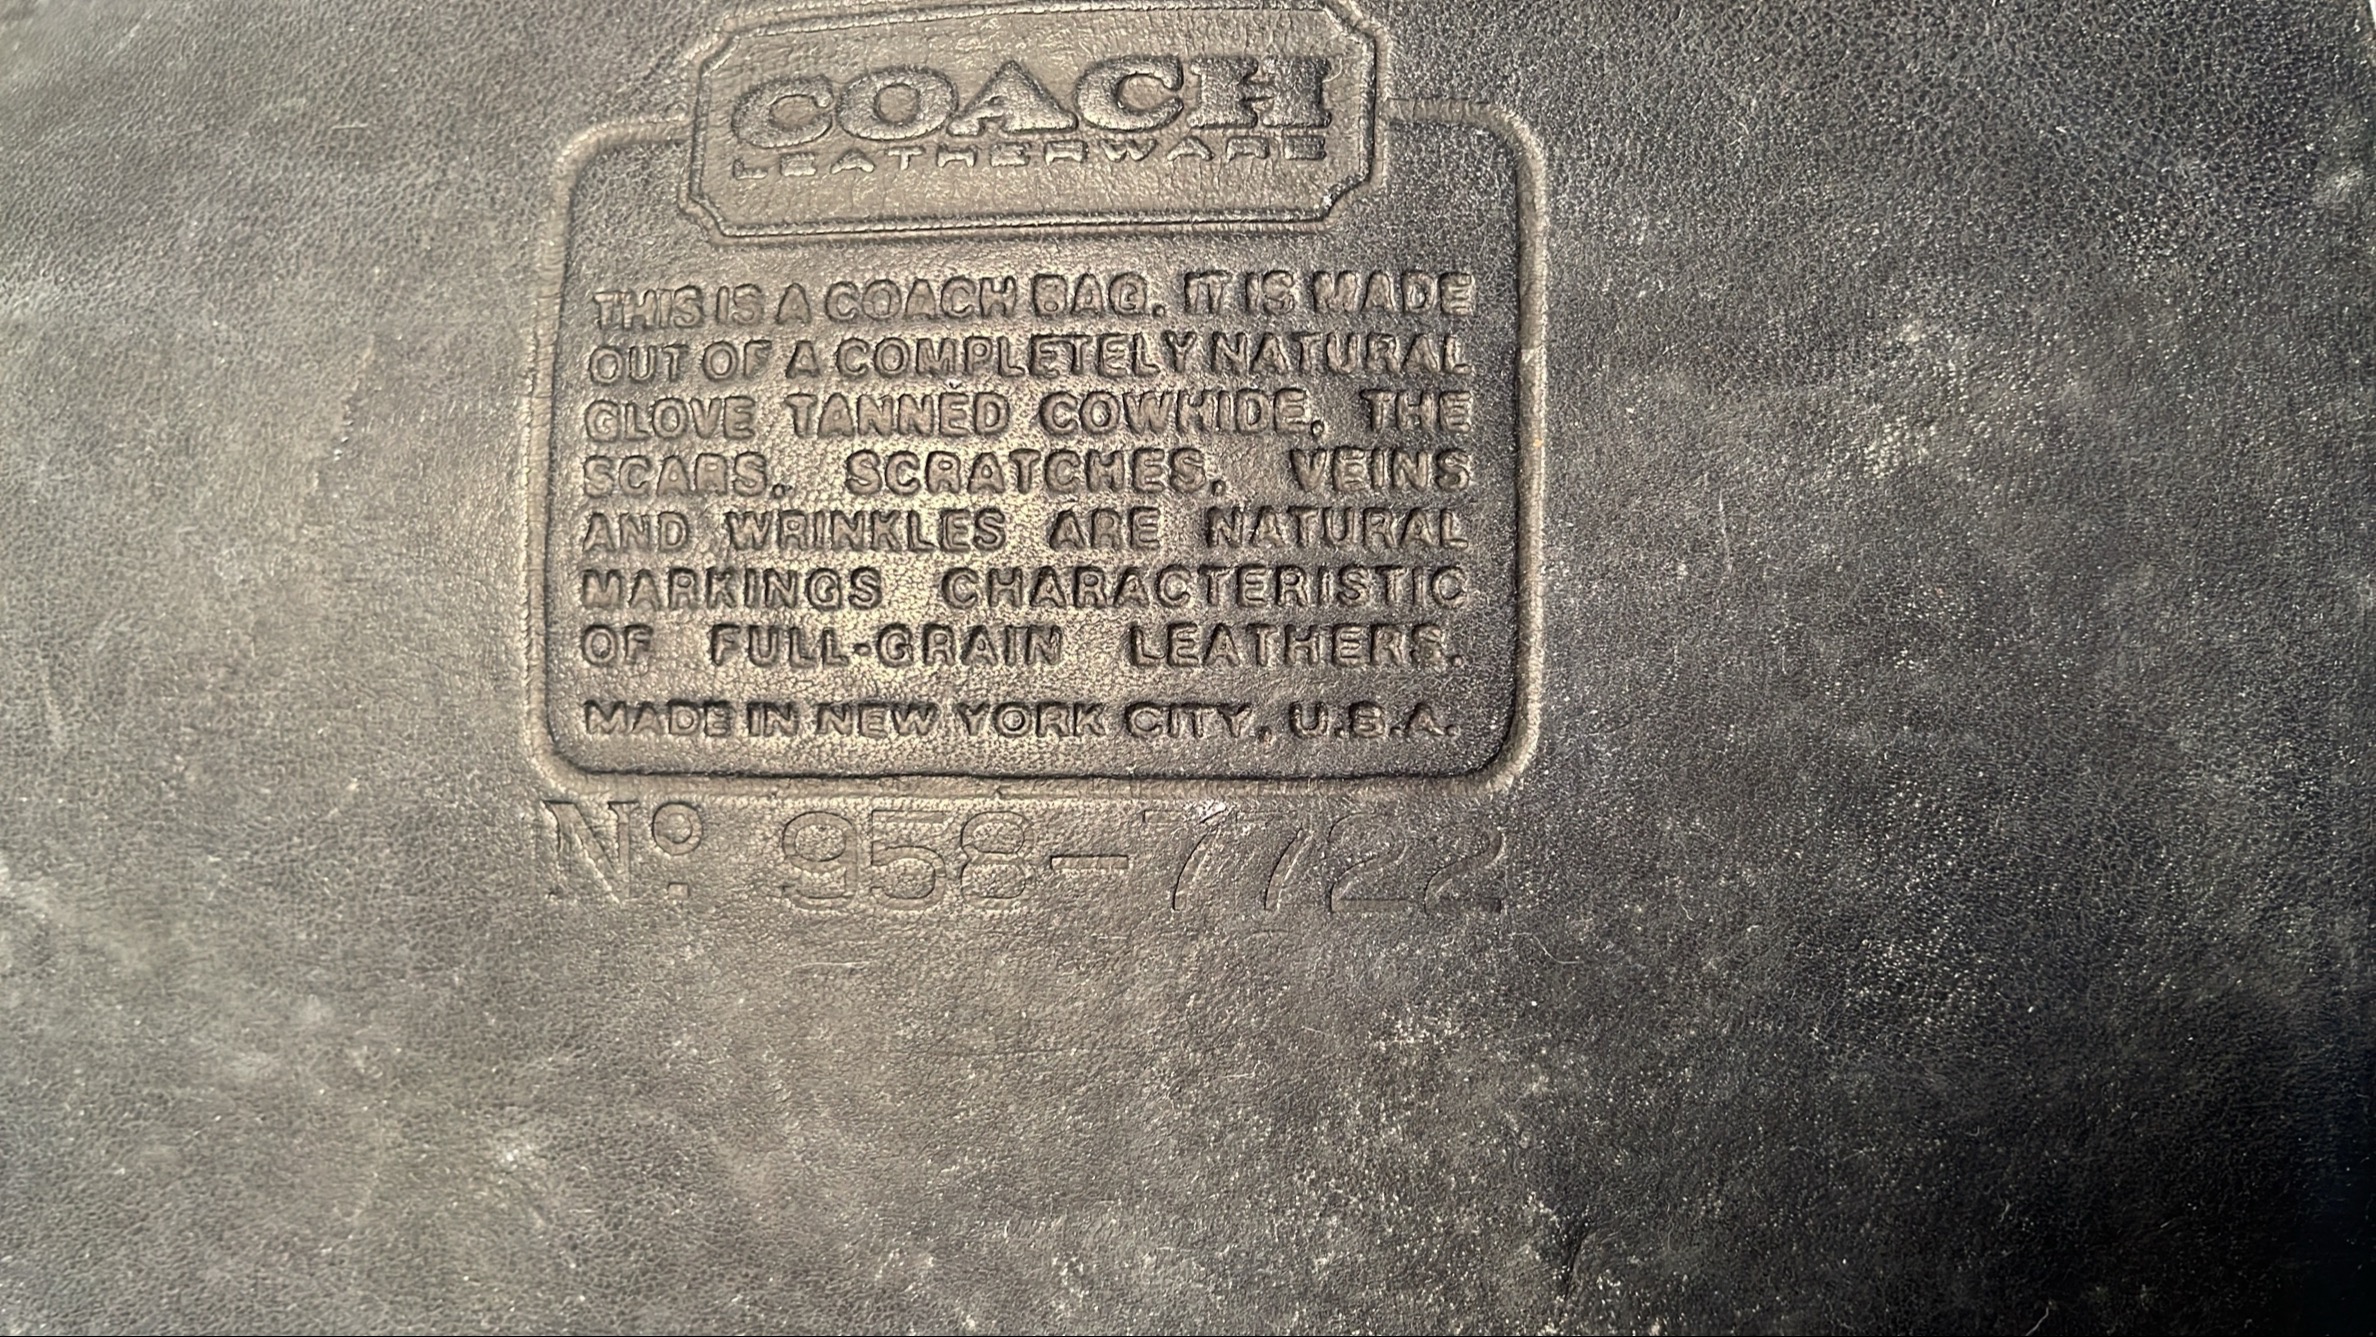 COACH
LEATHERWARE
THIS IS A COACH BAG. IT IS MADE
OUT OF A COMPLETELY NATURAL
GLOVE TANNED COWHIDE. THE
SCARS, SCRATCHES, VEINS
AND WRINKLES ARE NATURAL
MARKINGS CHARACTERISTIC
OF FULL-GRAIN LEATHERS.
MADE IN NEW YORK CITY, U.S.A.
Nº. 958-7722